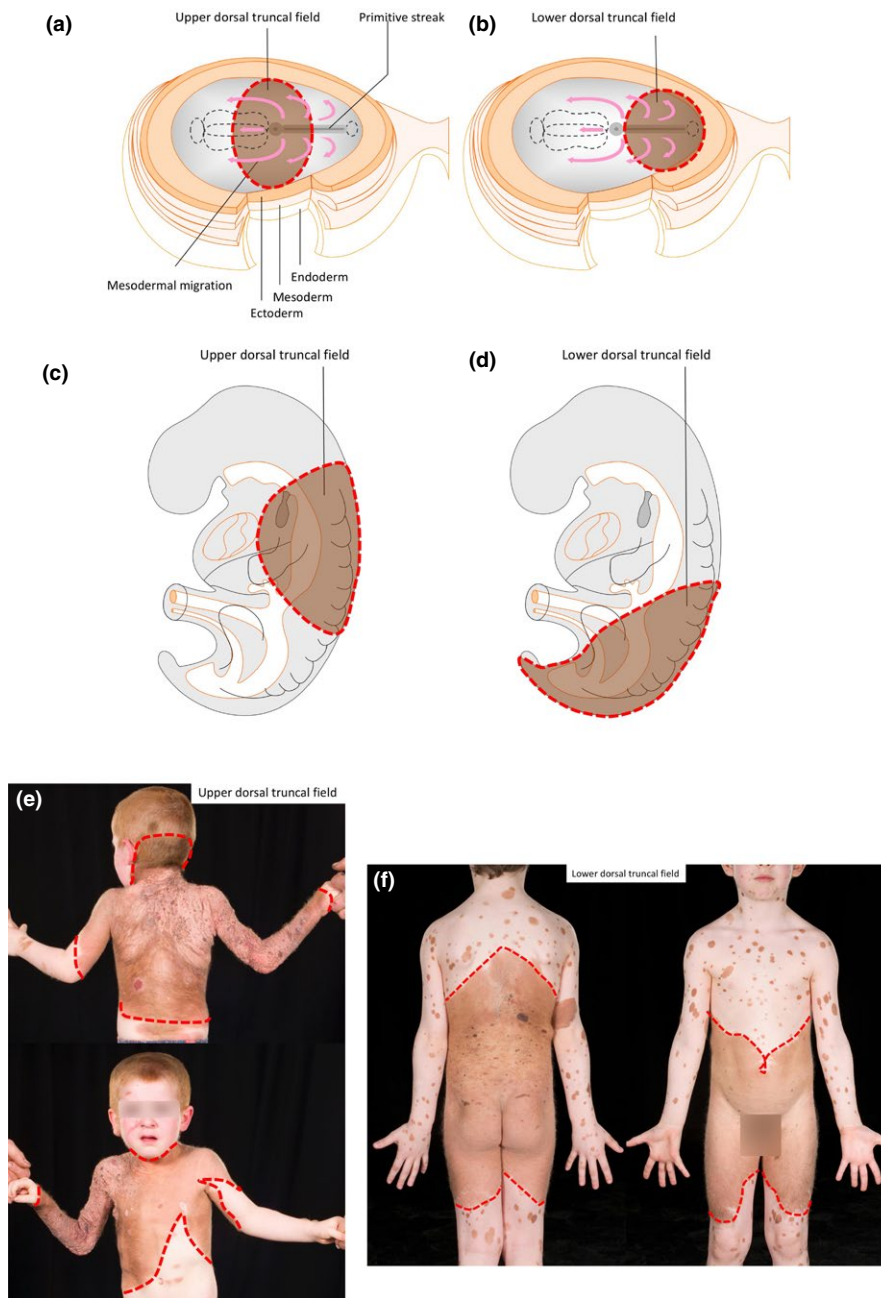 (a)
Upper dorsal truncal field
Primitive streak
(b)
Lower dorsal truncal field
Mesodermal migration
Endoderm
Mesoderm
Ectoderm
(c)
Upper dorsal truncal field
(d)
Lower dorsal truncal field
(e)
Upper dorsal truncal field
(f)
Lower dorsal truncal field